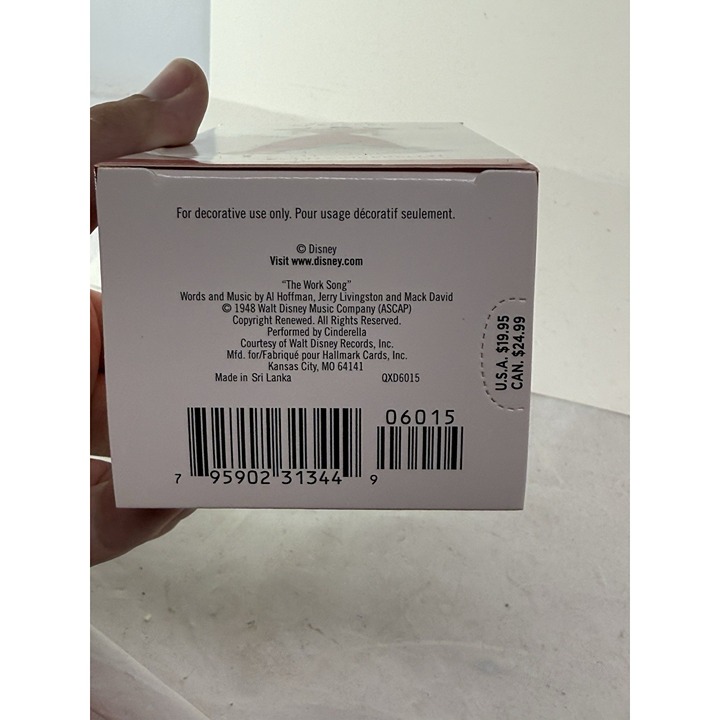 For decorative use only. Pour usage décoratif seulement.
© Disney
Visit www.disney.com
“The Work Song”
Words and Music by Al Hoffman, Jerry Livingston and Mack David
© 1948 Walt Disney Music Company (ASCAP)
Copyright Renewed. All Rights Reserved.
Performed by Cinderella
Courtesy of Walt Disney Records, Inc.
Mfd. for/Fabriqué pour Hallmark Cards, Inc.
Kansas City, MO 64141
Made in Sri Lanka QXD6015
U.S.A. $19.95
CAN. $24.99
06015
7 95902 31344 9